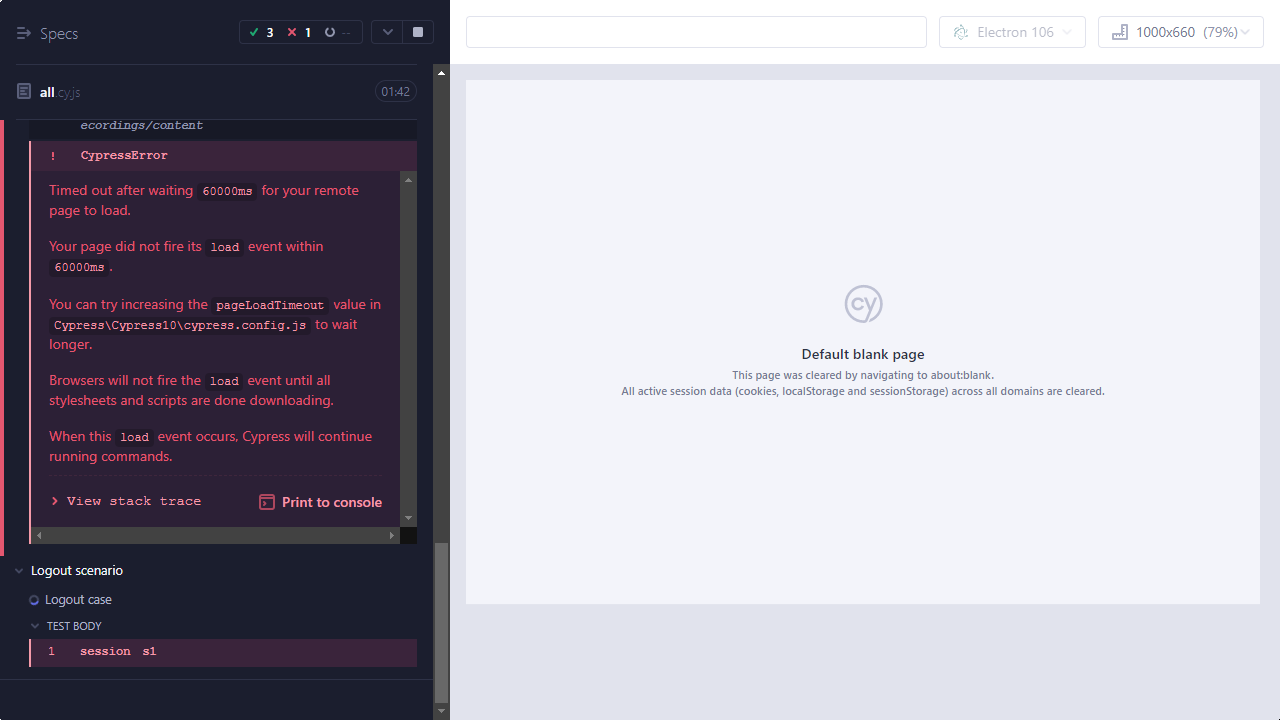 Specs
3 1 --
Electron 106
1000x660 (79%)
all.cy.js
01:42
ecordings/content
! CypressError
Timed out after waiting 60000ms for your remote
page to load.
Your page did not fire its load event within
60000ms.
You can try increasing the pageLoadTimeout value in
Cypress\Cypress10\cypress.config.js to wait
longer.
Browsers will not fire the load event until all
stylesheets and scripts are done downloading.
When this load event occurs, Cypress will continue
running commands.
View stack trace
Print to console
Logout scenario
Logout case
TEST BODY
1 session s1
cy
Default blank page
This page was cleared by navigating to about:blank.
All active session data (cookies, localStorage and sessionStorage) across all domains are cleared.